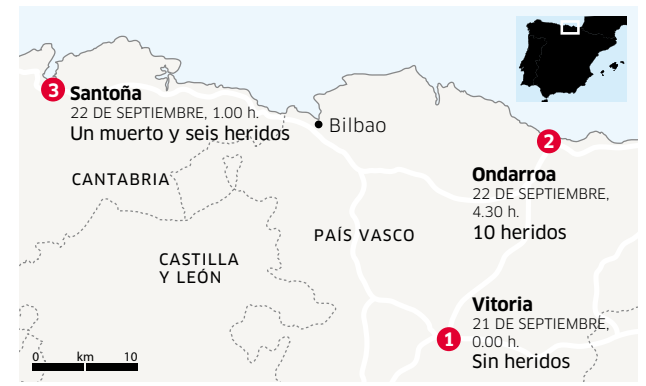 3
Santoña
22 DE SEPTIEMBRE, 1.00 h.
Un muerto y seis heridos
Bilbao
2
Ondarroa
22 DE SEPTIEMBRE,
4.30 h.
10 heridos
CANTABRIA
PAÍS VASCO
CASTILLA
Y LEÓN
1
Vitoria
21 DE SEPTIEMBRE,
0.00 h.
Sin heridos
0 km 10